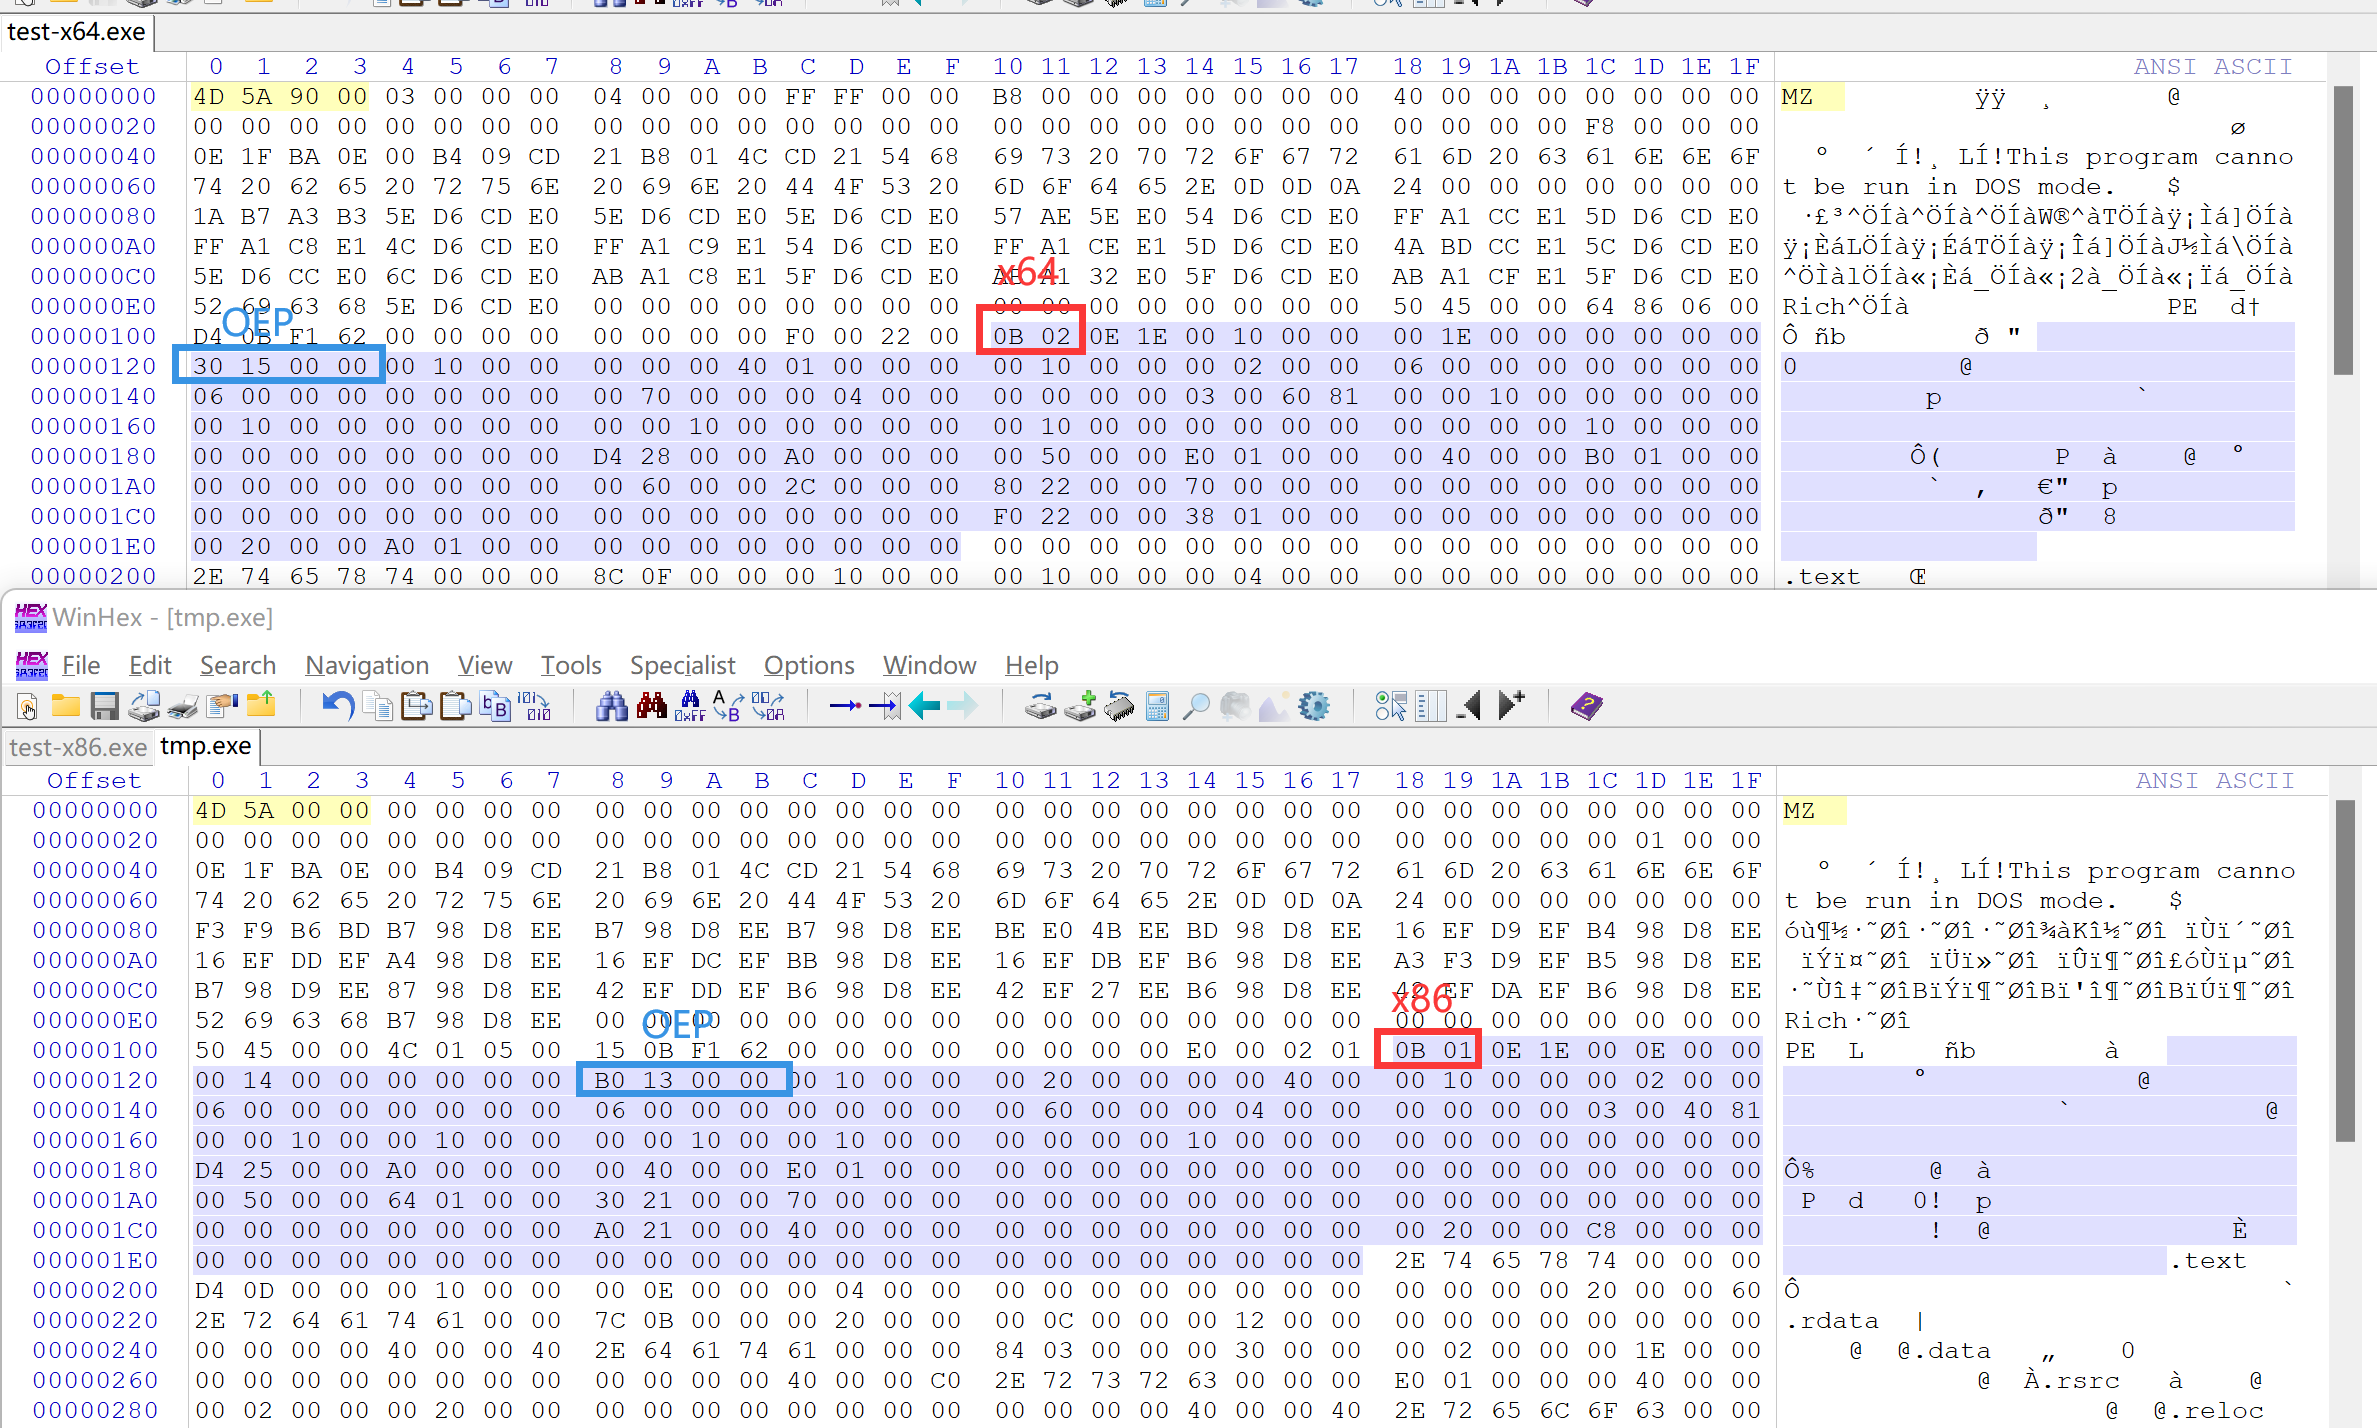 test-x64.exe
Offset 0 1 2 3 4 5 6 7 8 9 A B C D E F 10 11 12 13 14 15 16 17 18 19 1A 1B 1C 1D 1E 1F ANSI ASCII
00000000 4D 5A 90 00 03 00 00 00 04 00 00 00 FF FF 00 00 B8 00 00 00 00 00 00 00 40 00 00 00 00 00 00 00 MZ ÿÿ ¸ @
00000020 00 00 00 00 00 00 00 00 00 00 00 00 00 00 00 00 00 00 00 00 00 00 00 00 00 00 00 00 F8 00 00 00 ø
00000040 0E 1F BA 0E 00 B4 09 CD 21 B8 01 4C CD 21 54 68 69 73 20 70 72 6F 67 72 61 6D 20 63 61 6E 6E 6F º ´ Í!¸ LÍ!This program canno
00000060 74 20 62 65 20 72 75 6E 20 69 6E 20 44 4F 53 20 6D 6F 64 65 2E 0D 0D 0A 24 00 00 00 00 00 00 00 t be run in DOS mode. $
00000080 1A B7 A3 B3 5E D6 CD E0 5E D6 CD E0 5E D6 CD E0 57 AE 5E E0 54 D6 CD E0 FF A1 CC E1 5D D6 CD E0 ·£³^ÖÍà^ÖÍà^ÖÍàW®^àTÖÍàÿ¡Ìá]ÖÍà
000000A0 FF A1 C8 E1 4C D6 CD E0 FF A1 C9 E1 54 D6 CD E0 FF A1 CE E1 5D D6 CD E0 4A BD CC E1 5C D6 CD E0 ÿ¡ÈáLÖÍàÿ¡ÉáTÖÍàÿ¡Îá]ÖÍàJ½Ìá\ÖÍà
000000C0 5E D6 CC E0 6C D6 CD E0 AB A1 C8 E1 5F D6 CD E0 AB A1 32 E0 5F D6 CD E0 AB A1 CF E1 5F D6 CD E0 ^ÖÌàlÖÍà«¡Èá_ÖÍà«¡2à_ÖÍà«¡Ïá_ÖÍà
x64
000000E0 52 69 63 68 5E D6 CD E0 00 00 00 00 00 00 00 00 00 00 00 00 00 00 00 00 50 45 00 00 64 86 06 00 Rich^ÖÍà PE d†
OEP
00000100 D4 0B F1 62 00 00 00 00 00 00 00 00 F0 00 22 00 0B 02 0E 1E 00 10 00 00 00 1E 00 00 00 00 00 00 Ô ñb ð "
00000120 30 15 00 00 00 10 00 00 00 00 00 40 01 00 00 00 00 10 00 00 00 02 00 00 06 00 00 00 00 00 00 00 0 @
00000140 06 00 00 00 00 00 00 00 00 70 00 00 00 04 00 00 00 00 00 00 03 00 60 81 00 00 10 00 00 00 00 00 p `
00000160 00 10 00 00 00 00 00 00 00 00 10 00 00 00 00 00 00 10 00 00 00 00 00 00 00 00 00 00 10 00 00 00
00000180 00 00 00 00 00 00 00 00 D4 28 00 00 A0 00 00 00 00 50 00 00 E0 01 00 00 00 40 00 00 B0 01 00 00 Ô( P à @ °
000001A0 00 00 00 00 00 00 00 00 00 60 00 00 2C 00 00 00 80 22 00 00 70 00 00 00 00 00 00 00 00 00 00 00 ` , €" p
000001C0 00 00 00 00 00 00 00 00 00 00 00 00 00 00 00 00 F0 22 00 00 38 01 00 00 00 00 00 00 00 00 00 00 ð" 8
000001E0 00 20 00 00 A0 01 00 00 00 00 00 00 00 00 00 00 00 00 00 00 00 00 00 00 00 00 00 00 00 00 00 00
00000200 2E 74 65 78 74 00 00 00 8C 0F 00 00 00 10 00 00 00 10 00 00 00 04 00 00 00 00 00 00 00 00 00 00 .text Œ
WinHex - [tmp.exe]
File Edit Search Navigation View Tools Specialist Options Window Help
test-x86.exe tmp.exe
Offset 0 1 2 3 4 5 6 7 8 9 A B C D E F 10 11 12 13 14 15 16 17 18 19 1A 1B 1C 1D 1E 1F ANSI ASCII
00000000 4D 5A 00 00 00 00 00 00 00 00 00 00 00 00 00 00 00 00 00 00 00 00 00 00 00 00 00 00 00 00 00 00 MZ
00000020 00 00 00 00 00 00 00 00 00 00 00 00 00 00 00 00 00 00 00 00 00 00 00 00 00 00 00 00 00 01 00 00
00000040 0E 1F BA 0E 00 B4 09 CD 21 B8 01 4C CD 21 54 68 69 73 20 70 72 6F 67 72 61 6D 20 63 61 6E 6E 6F º ´ Í!¸ LÍ!This program canno
00000060 74 20 62 65 20 72 75 6E 20 69 6E 20 44 4F 53 20 6D 6F 64 65 2E 0D 0D 0A 24 00 00 00 00 00 00 00 t be run in DOS mode. $
00000080 F3 F9 B6 BD B7 98 D8 EE B7 98 D8 EE B7 98 D8 EE BE E0 4B EE BD 98 D8 EE 16 EF D9 EF B4 98 D8 EE óù¶½·˜Øî·˜Øî·˜Øî¾àKî½˜Øî ïÙï´˜Øî
000000A0 16 EF DD EF A4 98 D8 EE 16 EF DC EF BB 98 D8 EE 16 EF DB EF B6 98 D8 EE A3 F3 D9 EF B5 98 D8 EE ïÝï¤˜Øî ïÜï»˜Øî ïÛï¶˜Øî£óÙïµ˜Øî
000000C0 B7 98 D9 EE 87 98 D8 EE 42 EF DD EF B6 98 D8 EE 42 EF 27 EE B6 98 D8 EE 42 EF DA EF B6 98 D8 EE ·˜Ùî‡˜ØîBïÝï¶˜ØîBï'î¶˜ØîBïÚï¶˜Øî
x86
000000E0 52 69 63 68 B7 98 D8 EE 00 00 00 00 00 00 00 00 00 00 00 00 00 00 00 00 00 00 00 00 00 00 00 00 Rich·˜Øî
OEP
00000100 50 45 00 00 4C 01 05 00 15 0B F1 62 00 00 00 00 00 00 00 00 E0 00 02 01 0B 01 0E 1E 00 0E 00 00 PE L ñb à
00000120 00 14 00 00 00 00 00 00 B0 13 00 00 00 10 00 00 00 20 00 00 00 00 40 00 00 10 00 00 00 02 00 00 ° @
00000140 06 00 00 00 00 00 00 00 06 00 00 00 00 00 00 00 00 60 00 00 00 04 00 00 00 00 00 00 03 00 40 81 ` @
00000160 00 00 10 00 00 10 00 00 00 00 10 00 00 10 00 00 00 00 00 00 10 00 00 00 00 00 00 00 00 00 00 00
00000180 D4 25 00 00 A0 00 00 00 00 40 00 00 E0 01 00 00 00 00 00 00 00 00 00 00 00 00 00 00 00 00 00 00 Ô% @ à
000001A0 00 50 00 00 64 01 00 00 30 21 00 00 70 00 00 00 00 00 00 00 00 00 00 00 00 00 00 00 00 00 00 00 P d 0! p
000001C0 00 00 00 00 00 00 00 00 A0 21 00 00 40 00 00 00 00 00 00 00 00 00 00 00 00 20 00 00 C8 00 00 00 ! @ È
000001E0 00 00 00 00 00 00 00 00 00 00 00 00 00 00 00 00 00 00 00 00 00 00 00 00 2E 74 65 78 74 00 00 00 .text
00000200 D4 0D 00 00 00 10 00 00 00 0E 00 00 00 04 00 00 00 00 00 00 00 00 00 00 00 00 00 00 20 00 00 60 Ô `
00000220 2E 72 64 61 74 61 00 00 7C 0B 00 00 00 20 00 00 00 0C 00 00 00 12 00 00 00 00 00 00 00 00 00 00 .rdata |
00000240 00 00 00 00 40 00 00 40 2E 64 61 74 61 00 00 00 84 03 00 00 00 30 00 00 00 02 00 00 00 1E 00 00 @ @.data „ 0
00000260 00 00 00 00 00 00 00 00 00 00 00 00 40 00 00 C0 2E 72 73 72 63 00 00 00 E0 01 00 00 00 40 00 00 @ À.rsrc à @
00000280 00 02 00 00 00 20 00 00 00 00 00 00 00 00 00 00 00 00 00 00 40 00 00 40 2E 72 65 6C 6F 63 00 00 @ @.reloc